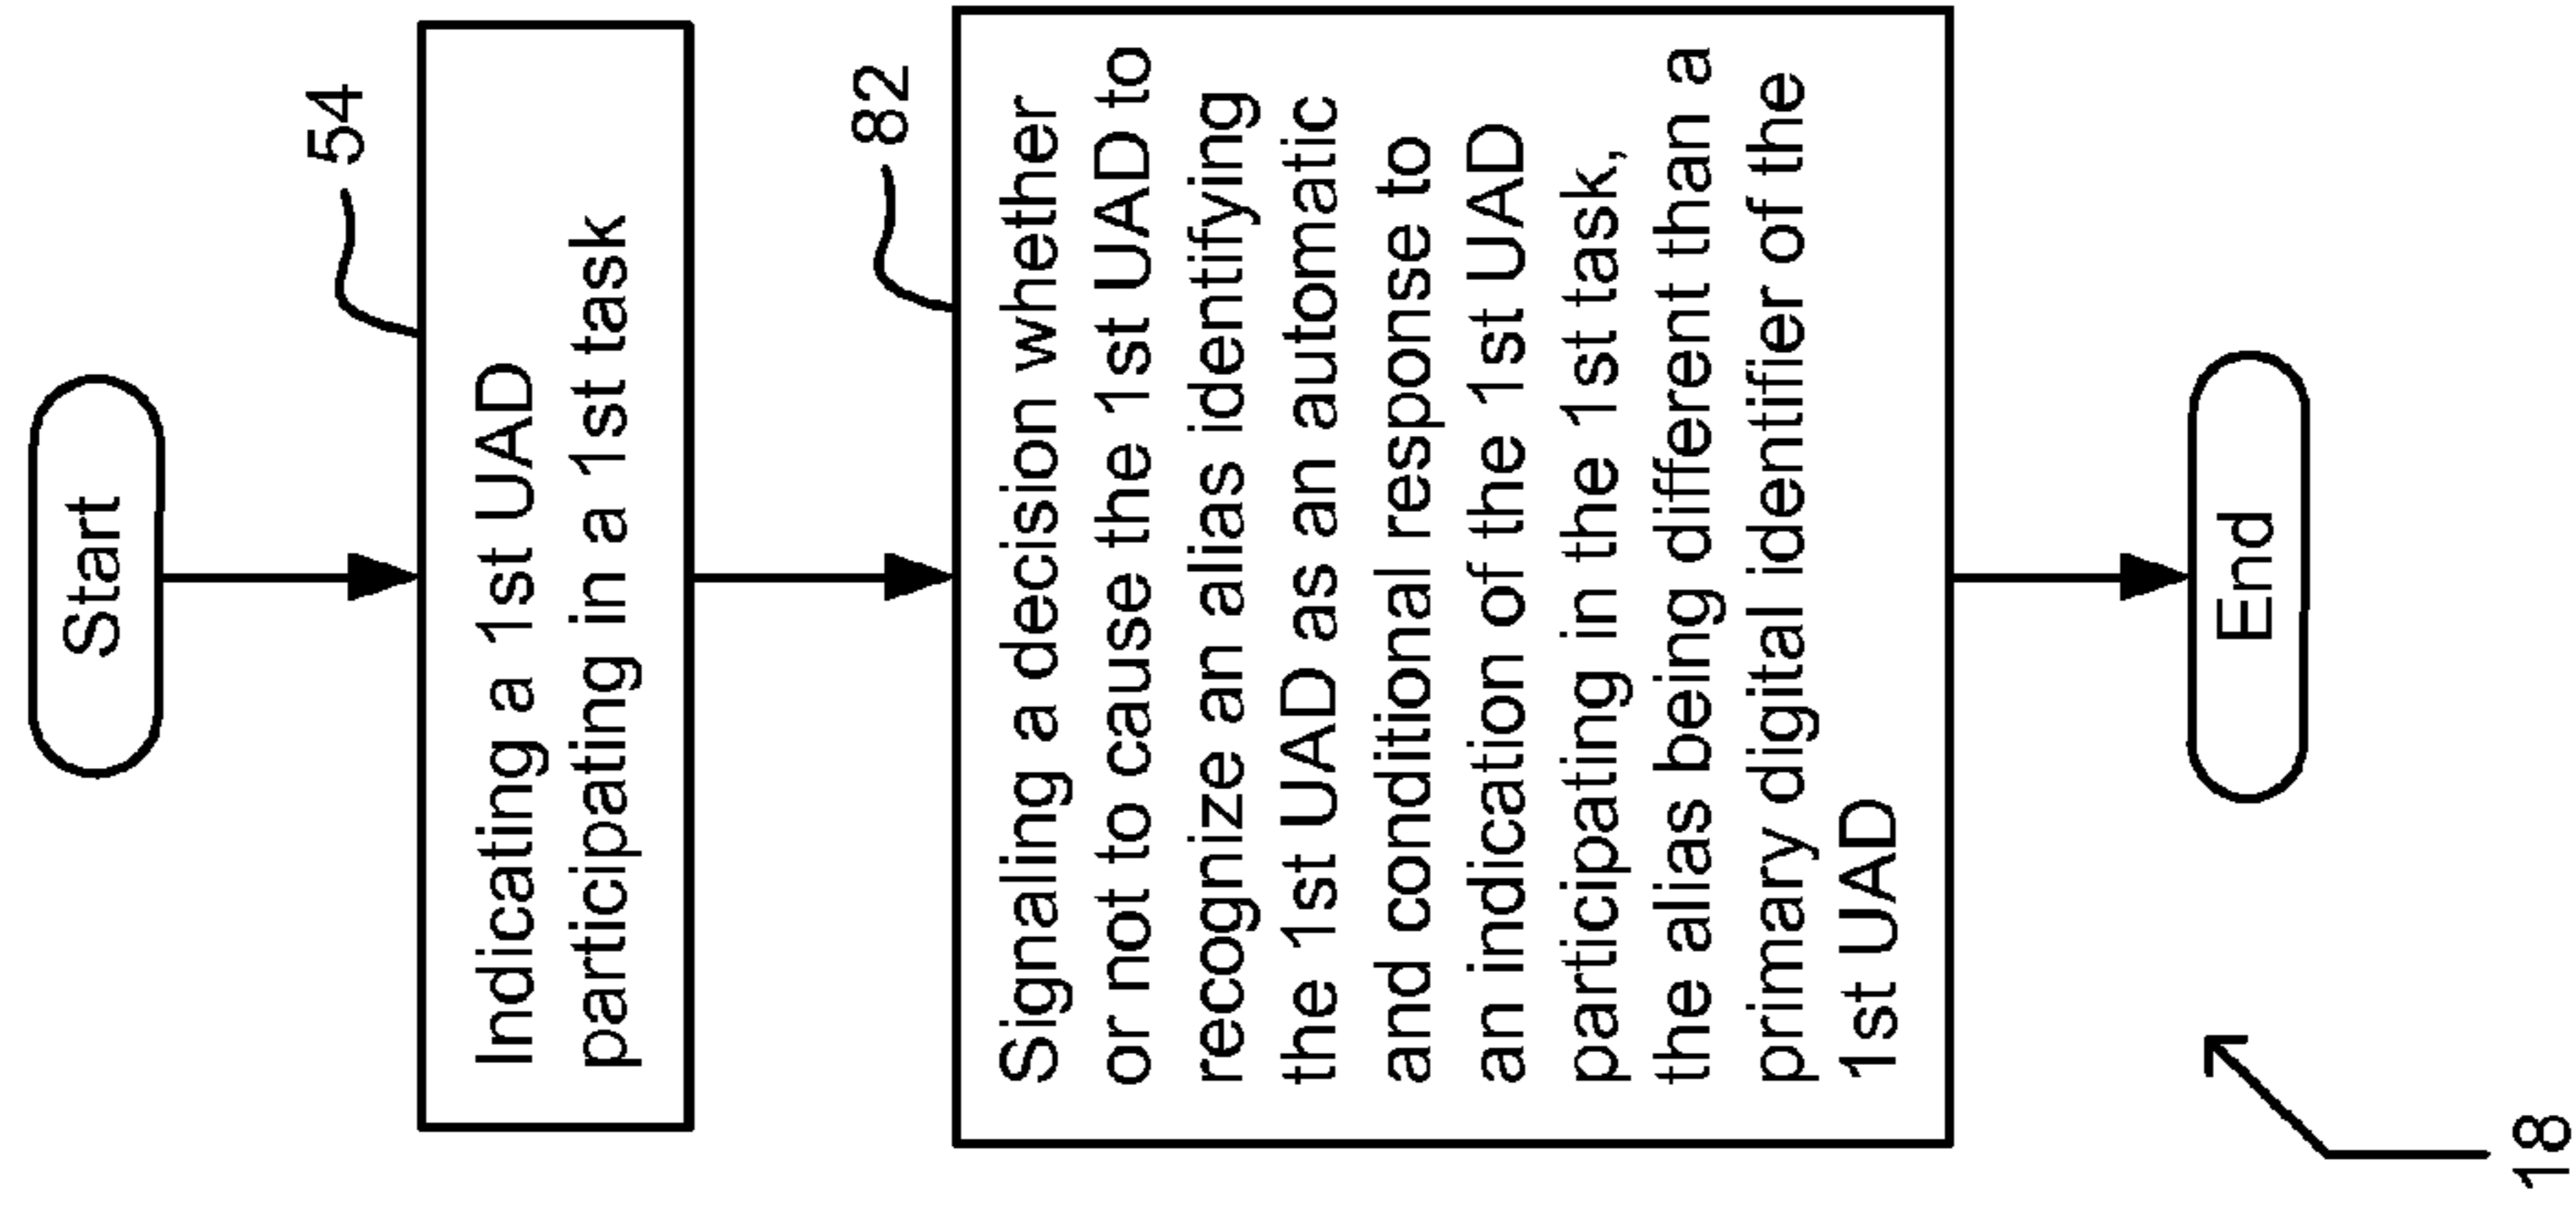 Start
54
Indicating a 1st UAD
participating in a 1st task
82
Signaling a decision whether
or not to cause the 1st UAD to
recognize an alias identifying
the 1st UAD as an automatic
and conditional response to
an indication of the 1st UAD
participating in the 1st task,
the alias being different than a
primary digital identifier of the
1st UAD
End
18